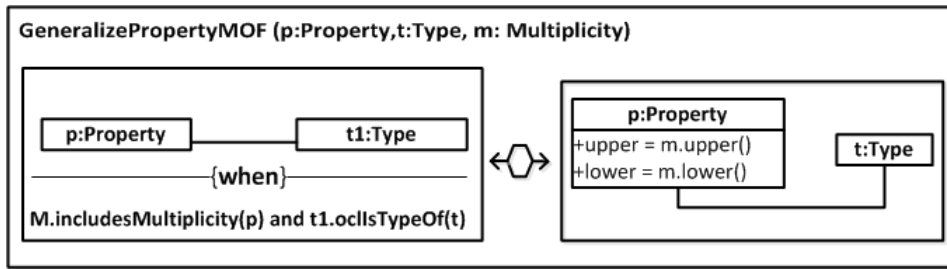 GeneralizePropertyMOF (p:Property,t:Type, m: Multiplicity)
p:Property
t1:Type
{when}
M.includesMultiplicity(p) and t1.oclIsTypeOf(t)
p:Property
+upper = m.upper()
+lower = m.lower()
t:Type